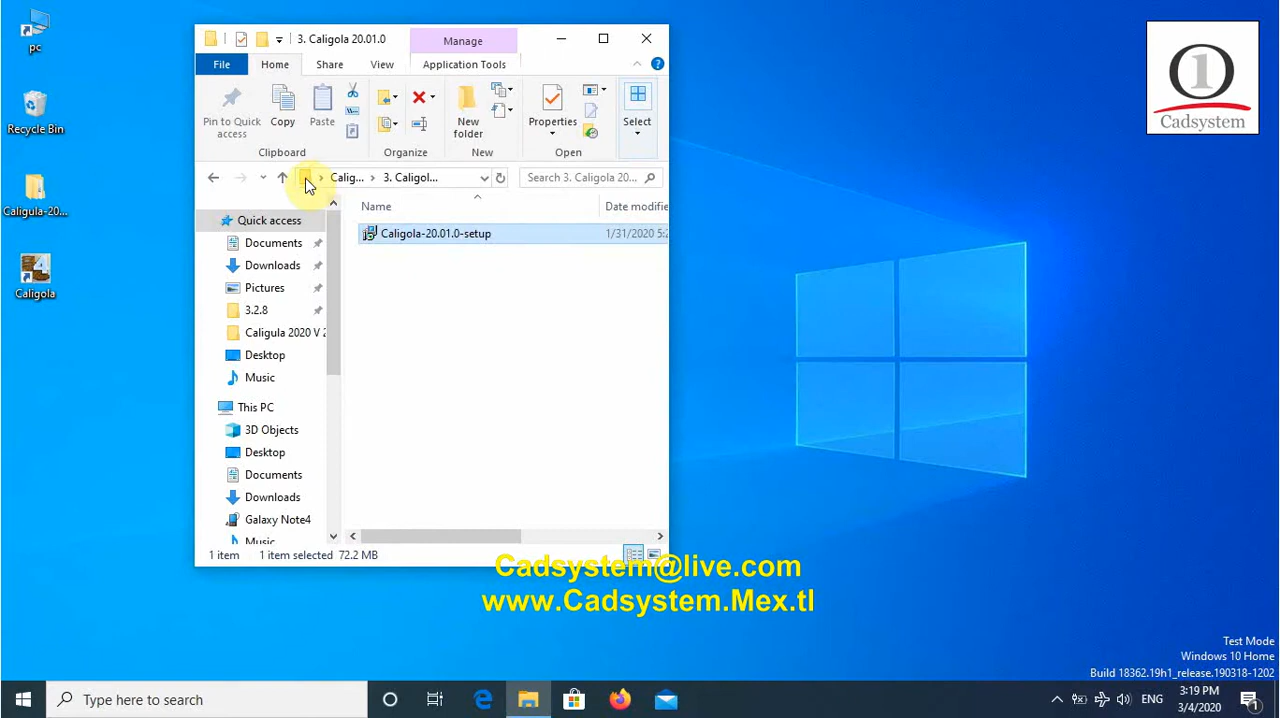 pc
Recycle Bin
Caligula-20...
Caligola
3. Caligola 20.01.0
Manage
File
Home
Share
View
Application Tools
Pin to Quick access
Copy
Paste
New folder
Properties
Select
Clipboard
Organize
New
Open
Calig...
3. Caligol...
Search 3. Caligola 20...
Name
Date modifie
Quick access
Documents
Downloads
Pictures
3.2.8
Caligula 2020 V 2
Desktop
Music
This PC
3D Objects
Desktop
Documents
Downloads
Galaxy Note4
Music
Caligola-20.01.0-setup
1/31/2020 5:2
1 item
1 item selected 72.2 MB
Cadsystem@live.com
www.Cadsystem.Mex.tl
1
Cadsystem
Test Mode
Windows 10 Home
Build 18362.19h1_release.190318-1202
Type here to search
ENG
3:19 PM
3/4/2020
1